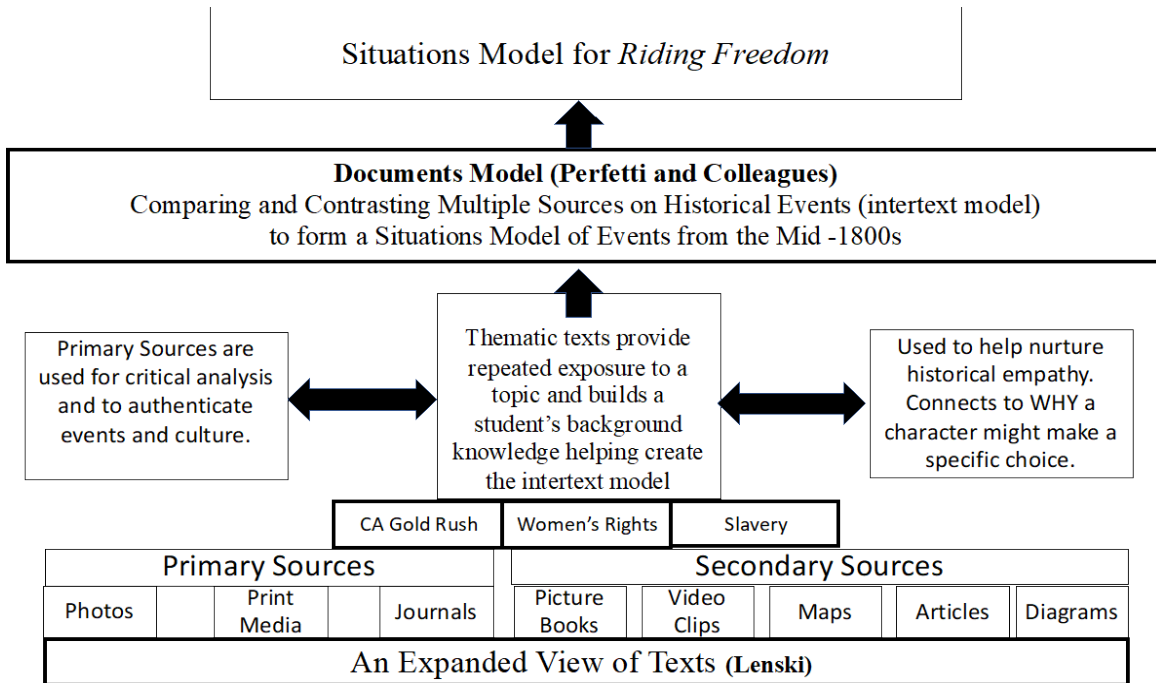 Situations Model for Riding Freedom
Documents Model (Perfetti and Colleagues)
Comparing and Contrasting Multiple Sources on Historical Events (intertext model)
to form a Situations Model of Events from the Mid -1800s
Primary Sources are
used for critical analysis
and to authenticate
events and culture.
Thematic texts provide
repeated exposure to a
topic and builds a
student’s background
knowledge helping create
the intertext model
Used to help nurture
historical empathy.
Connects to WHY a
character might make a
specific choice.
CA Gold Rush
Women’s Rights
Slavery
Primary Sources
Secondary Sources
Photos
Print
Media
Journals
Picture
Books
Video
Clips
Maps
Articles
Diagrams
An Expanded View of Texts (Lenski)